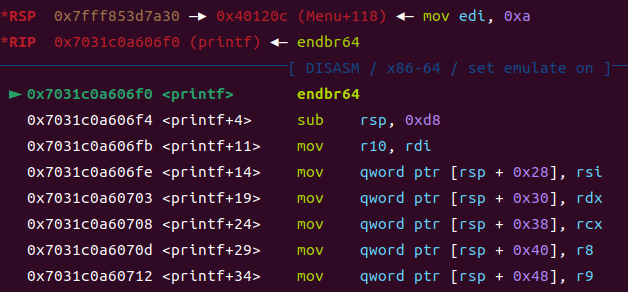 *RSP 0x7fff853d7a30 —▸ 0x40120c (Menu+118) ◂— mov edi, 0xa
*RIP 0x7031c0a606f0 (printf) ◂— endbr64
[ DISASM / x86-64 / set emulate on ]
► 0x7031c0a606f0 <printf> endbr64
0x7031c0a606f4 <printf+4> sub rsp, 0xd8
0x7031c0a606fb <printf+11> mov r10, rdi
0x7031c0a606fe <printf+14> mov qword ptr [rsp + 0x28], rsi
0x7031c0a60703 <printf+19> mov qword ptr [rsp + 0x30], rdx
0x7031c0a60708 <printf+24> mov qword ptr [rsp + 0x38], rcx
0x7031c0a6070d <printf+29> mov qword ptr [rsp + 0x40], r8
0x7031c0a60712 <printf+34> mov qword ptr [rsp + 0x48], r9